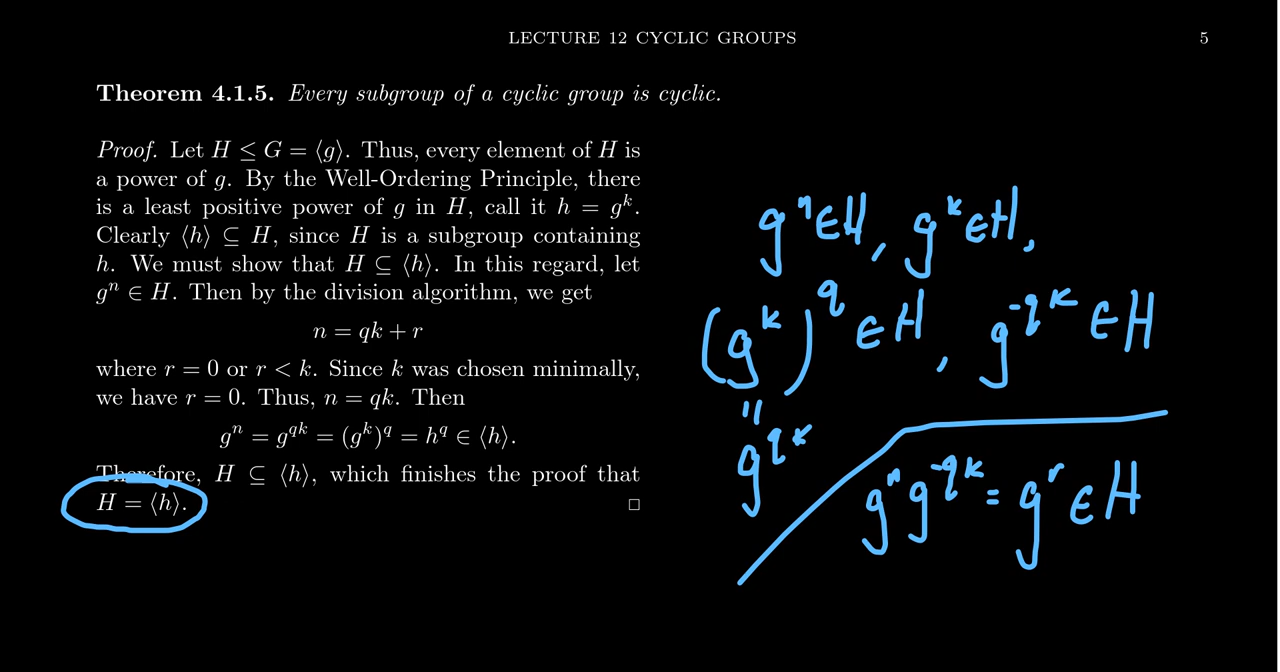 LECTURE 12 CYCLIC GROUPS 5
Theorem 4.1.5. Every subgroup of a cyclic group is cyclic.
Proof. Let H ≤ G = ⟨g⟩. Thus, every element of H is
a power of g. By the Well-Ordering Principle, there
is a least positive power of g in H, call it h = g^k.
Clearly ⟨h⟩ ⊆ H, since H is a subgroup containing
h. We must show that H ⊆ ⟨h⟩. In this regard, let
g^n ∈ H. Then by the division algorithm, we get
n = qk + r
where r = 0 or r < k. Since k was chosen minimally,
we have r = 0. Thus, n = qk. Then
g^n = g^{qk} = (g^k)^q = h^q ∈ ⟨h⟩.
Therefore, H ⊆ ⟨h⟩, which finishes the proof that
H = ⟨h⟩. □
g^n ∈ H, g^k ∈ H,
(g^k)^q ∈ H, g^{-qk} ∈ H
=
g^{qk}
g^n g^{-qk} = g^r ∈ H